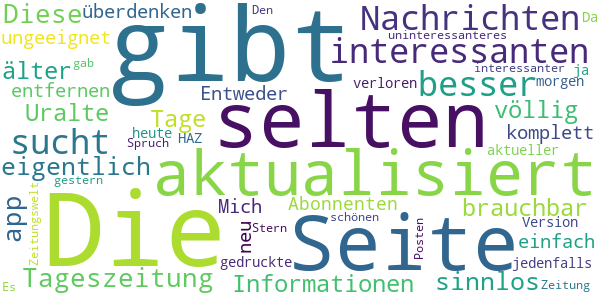 Diese überdenken gibt Den Nachrichten Da
ungeeignet uninteressanteres
interessanten
älter gab verloren interessanter ja
entfernen Entweder selten besser morgen
Uralte Tage völlig
sucht heute HAZ komplett
Spruch
eigentlich aktualisiert aktueller
gestern
app Die Mich Abonnenten brauchbar
Zeitungswelt neu Stern schönen Seite Posten Version
gedruckte einfach
jedenfalls
Es Tageszeitung Informationen sinnlos Zeitung